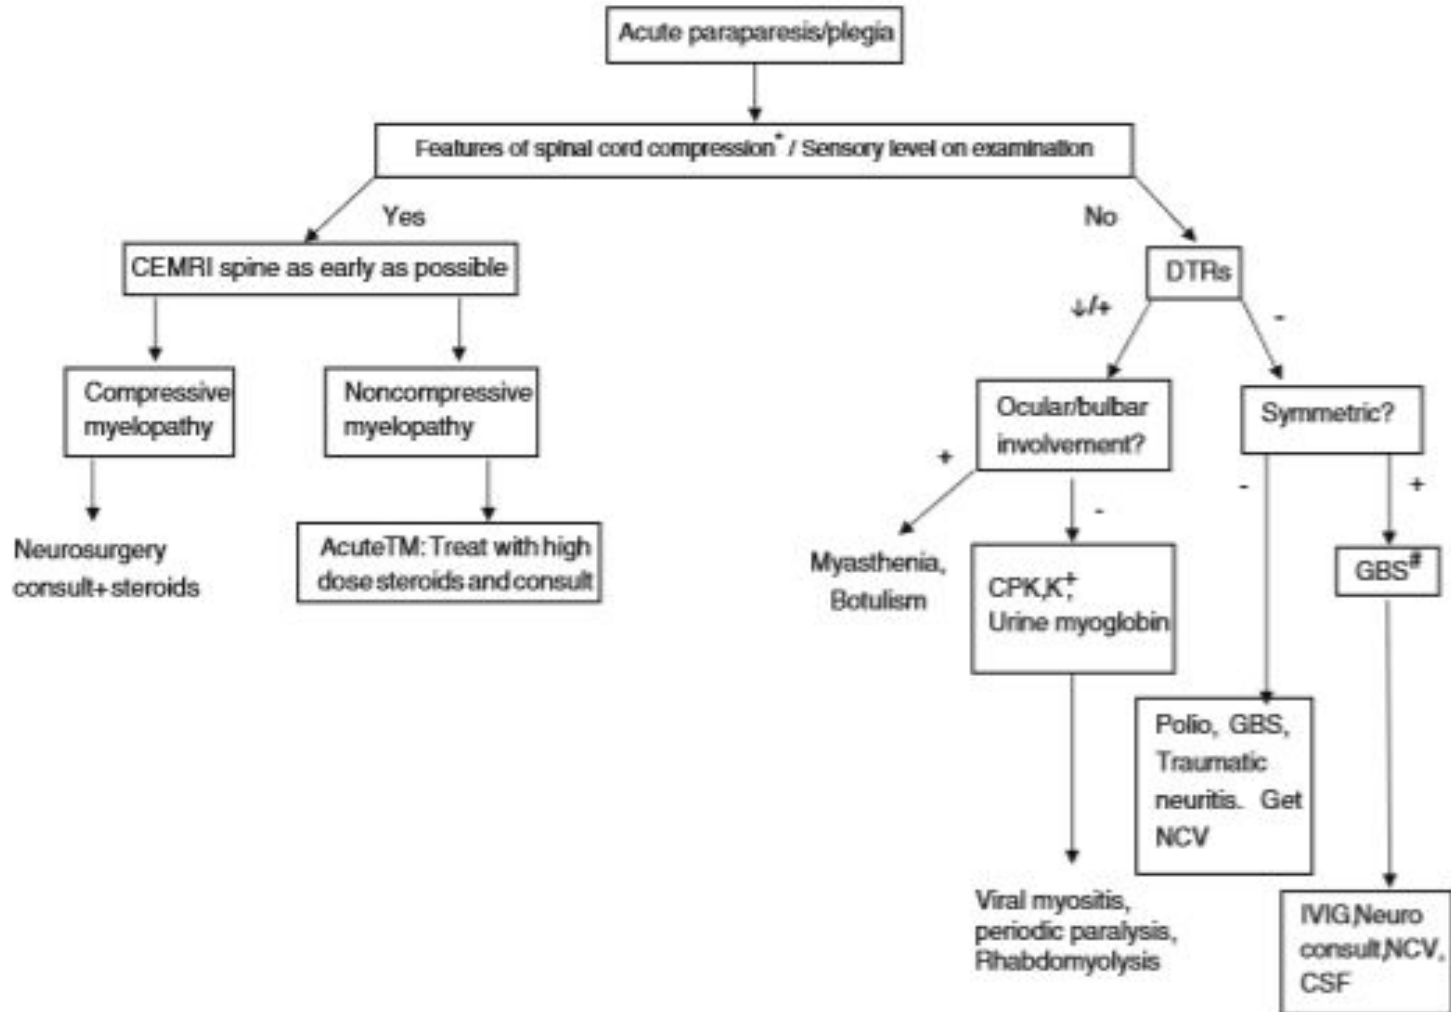 Acute paraparesis/plegia
Features of spinal cord compression* / Sensory level on examination
Yes
No
CEMRI spine as early as possible
DTRs
↓/+
-
Compressive
myelopathy
Noncompressive
myelopathy
Ocular/bulbar
involvement?
Symmetric?
+
-
-
+
Neurosurgery
consult+steroids
AcuteTM: Treat with high
dose steroids and consult
Myasthenia,
Botulism
CPK,K+,
Urine myoglobin
GBS#
Polio, GBS,
Traumatic
neuritis. Get
NCV
Viral myositis,
periodic paralysis,
Rhabdomyolysis
IVIG,Neuro
consult,NCV,
CSF